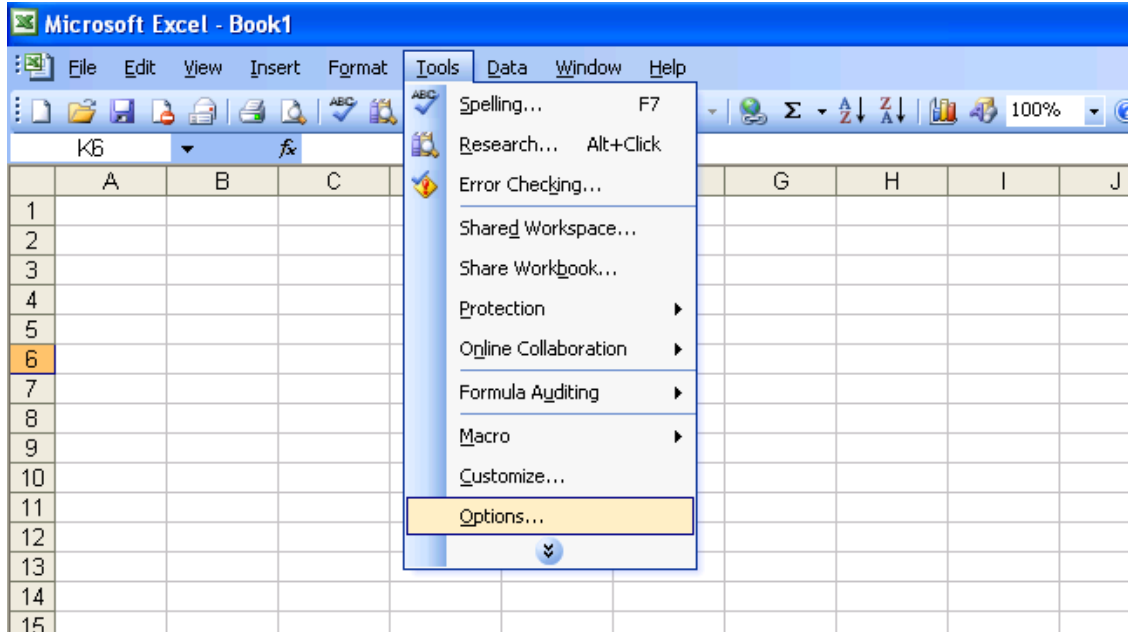 Microsoft Excel - Book1
File Edit View Insert Format Tools Data Window Help
ABC Σ A Z Z A 100%
K6 fx
A B C G H I J
1
2
3
4
5
6
7
8
9
10
11
12
13
14
15
ABC Spelling... F7
Research... Alt+Click
Error Checking...
Shared Workspace...
Share Workbook...
Protection
Online Collaboration
Formula Auditing
Macro
Customize...
Options...